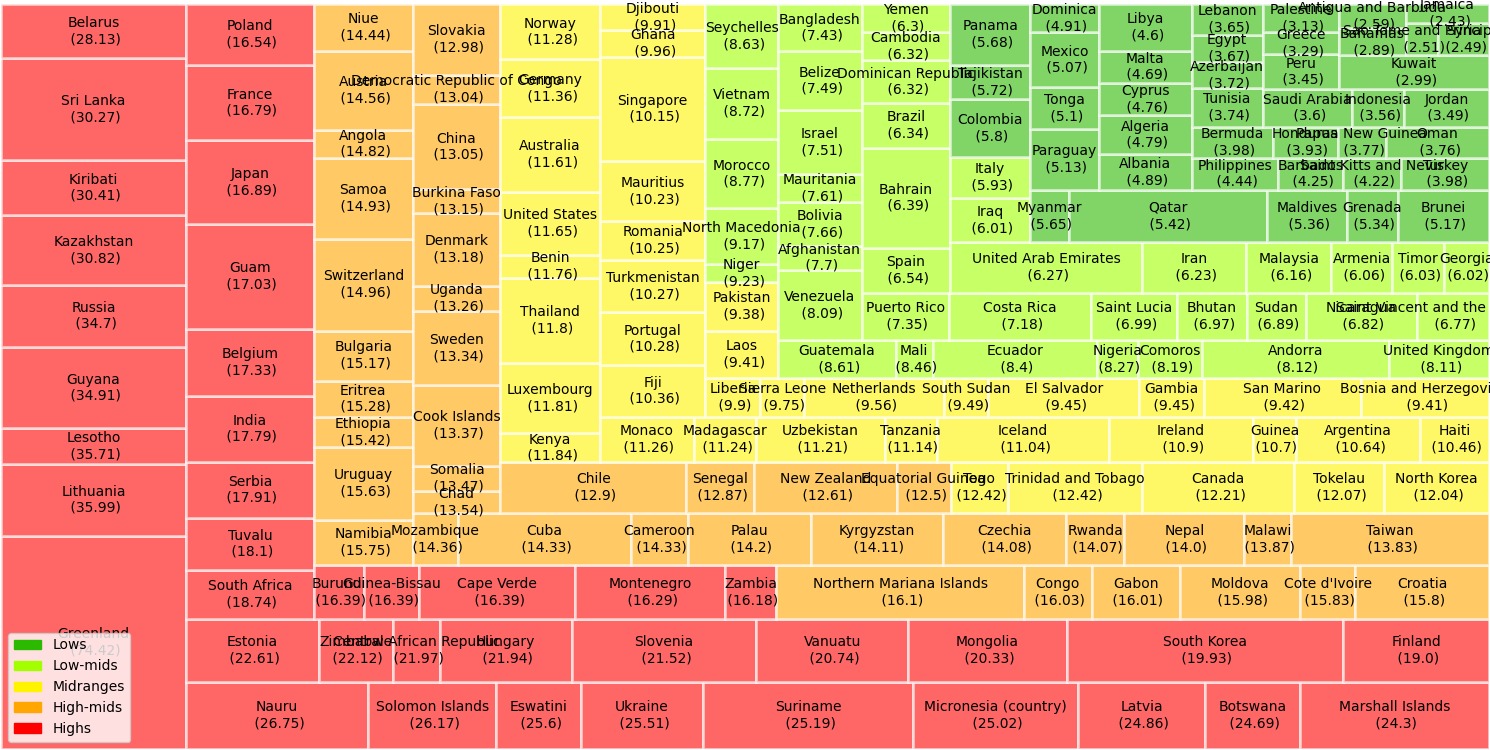 Belarus
(28.13)
Sri Lanka
(30.27)
Kiribati
(30.41)
Kazakhstan
(30.82)
Russia
(34.7)
Guyana
(34.91)
Lesotho
(35.71)
Lithuania
(35.99)
Greenland
(74.42)
Lows
Low-mids
Midranges
High-mids
Highs
Poland
(16.54)
France
(16.79)
Japan
(16.89)
Guam
(17.03)
Belgium
(17.33)
India
(17.79)
Serbia
(17.91)
Tuvalu
(18.1)
South Africa
(18.74)
Niue
(14.44)
Austria
(14.56)
Angola
(14.82)
Samoa
(14.93)
Switzerland
(14.96)
Bulgaria
(15.17)
Eritrea
(15.28)
Ethiopia
(15.42)
Uruguay
(15.63)
Namibia
(15.75)
Slovakia
(12.98)
Democratic Republic of Congo
(13.04)
China
(13.05)
Burkina Faso
(13.15)
Denmark
(13.18)
Uganda
(13.26)
Sweden
(13.34)
Cook Islands
(13.37)
Somalia
(13.47)
Chad
(13.54)
Norway
(11.28)
Germany
(11.36)
Australia
(11.61)
United States
(11.65)
Benin
(11.76)
Thailand
(11.8)
Luxembourg
(11.81)
Kenya
(11.84)
Djibouti
(9.91)
Ghana
(9.96)
Singapore
(10.15)
Mauritius
(10.23)
Romania
(10.25)
Turkmenistan
(10.27)
Portugal
(10.28)
Fiji
(10.36)
Seychelles
(8.63)
Vietnam
(8.72)
Morocco
(8.77)
North Macedonia
(9.17)
Niger
(9.23)
Pakistan
(9.38)
Laos
(9.41)
Bangladesh
(7.43)
Belize
(7.49)
Israel
(7.51)
Mauritania
(7.61)
Bolivia
(7.66)
Afghanistan
(7.7)
Venezuela
(8.09)
Yemen
(6.3)
Cambodia
(6.32)
Dominican Republic
(6.32)
Brazil
(6.34)
Bahrain
(6.39)
Spain
(6.54)
Panama
(5.68)
Tajikistan
(5.72)
Colombia
(5.8)
Italy
(5.93)
Iraq
(6.01)
Dominica
(4.91)
Mexico
(5.07)
Tonga
(5.1)
Paraguay
(5.13)
Libya
(4.6)
Malta
(4.69)
Cyprus
(4.76)
Algeria
(4.79)
Albania
(4.89)
Lebanon
(3.65)
Egypt
(3.67)
Azerbaijan
(3.72)
Tunisia
(3.74)
Palestine
(3.13)
Greece
(3.29)
Peru
(3.45)
Antigua and Barbuda
(2.59)
Jamaica
(2.43)
Bahamas
(2.89)
Sao Tome and Principe
(2.51)
Syria
(2.49)
Kuwait
(2.99)
Saudi Arabia
(3.6)
Indonesia
(3.56)
Jordan
(3.49)
Bermuda
(3.98)
Honduras
(3.93)
Papua New Guinea
(3.77)
Oman
(3.76)
Philippines
(4.44)
Barbados
(4.25)
Saint Kitts and Nevis
(4.22)
Turkey
(3.98)
Myanmar
(5.65)
Qatar
(5.42)
Maldives
(5.36)
Grenada
(5.34)
Brunei
(5.17)
United Arab Emirates
(6.27)
Iran
(6.23)
Malaysia
(6.16)
Armenia
(6.06)
Timor
(6.03)
Georgia
(6.02)
Puerto Rico
(7.35)
Costa Rica
(7.18)
Saint Lucia
(6.99)
Bhutan
(6.97)
Sudan
(6.89)
Nicaragua
(6.82)
Saint Vincent and the
(6.77)
Guatemala
(8.61)
Mali
(8.46)
Ecuador
(8.4)
Nigeria
(8.27)
Comoros
(8.19)
Andorra
(8.12)
United Kingdom
(8.11)
Liberia
(9.9)
Sierra Leone
(9.75)
Netherlands
(9.56)
South Sudan
(9.49)
El Salvador
(9.45)
Gambia
(9.45)
San Marino
(9.42)
Bosnia and Herzegovi
(9.41)
Monaco
(11.26)
Madagascar
(11.24)
Uzbekistan
(11.21)
Tanzania
(11.14)
Iceland
(11.04)
Ireland
(10.9)
Guinea
(10.7)
Argentina
(10.64)
Haiti
(10.46)
Chile
(12.9)
Senegal
(12.87)
New Zealand
(12.61)
Equatorial Guinea
(12.5)
Togo
(12.42)
Trinidad and Tobago
(12.42)
Canada
(12.21)
Tokelau
(12.07)
North Korea
(12.04)
Mozambique
(14.36)
Cuba
(14.33)
Cameroon
(14.33)
Palau
(14.2)
Kyrgyzstan
(14.11)
Czechia
(14.08)
Rwanda
(14.07)
Nepal
(14.0)
Malawi
(13.87)
Taiwan
(13.83)
Burundi
(16.39)
Guinea-Bissau
(16.39)
Cape Verde
(16.39)
Montenegro
(16.29)
Zambia
(16.18)
Northern Mariana Islands
(16.1)
Congo
(16.03)
Gabon
(16.01)
Moldova
(15.98)
Cote d'Ivoire
(15.83)
Croatia
(15.8)
Estonia
(22.61)
Zimbabwe
(22.12)
Central African Republic
(21.97)
Hungary
(21.94)
Slovenia
(21.52)
Vanuatu
(20.74)
Mongolia
(20.33)
South Korea
(19.93)
Finland
(19.0)
Nauru
(26.75)
Solomon Islands
(26.17)
Eswatini
(25.6)
Ukraine
(25.51)
Suriname
(25.19)
Micronesia (country)
(25.02)
Latvia
(24.86)
Botswana
(24.69)
Marshall Islands
(24.3)